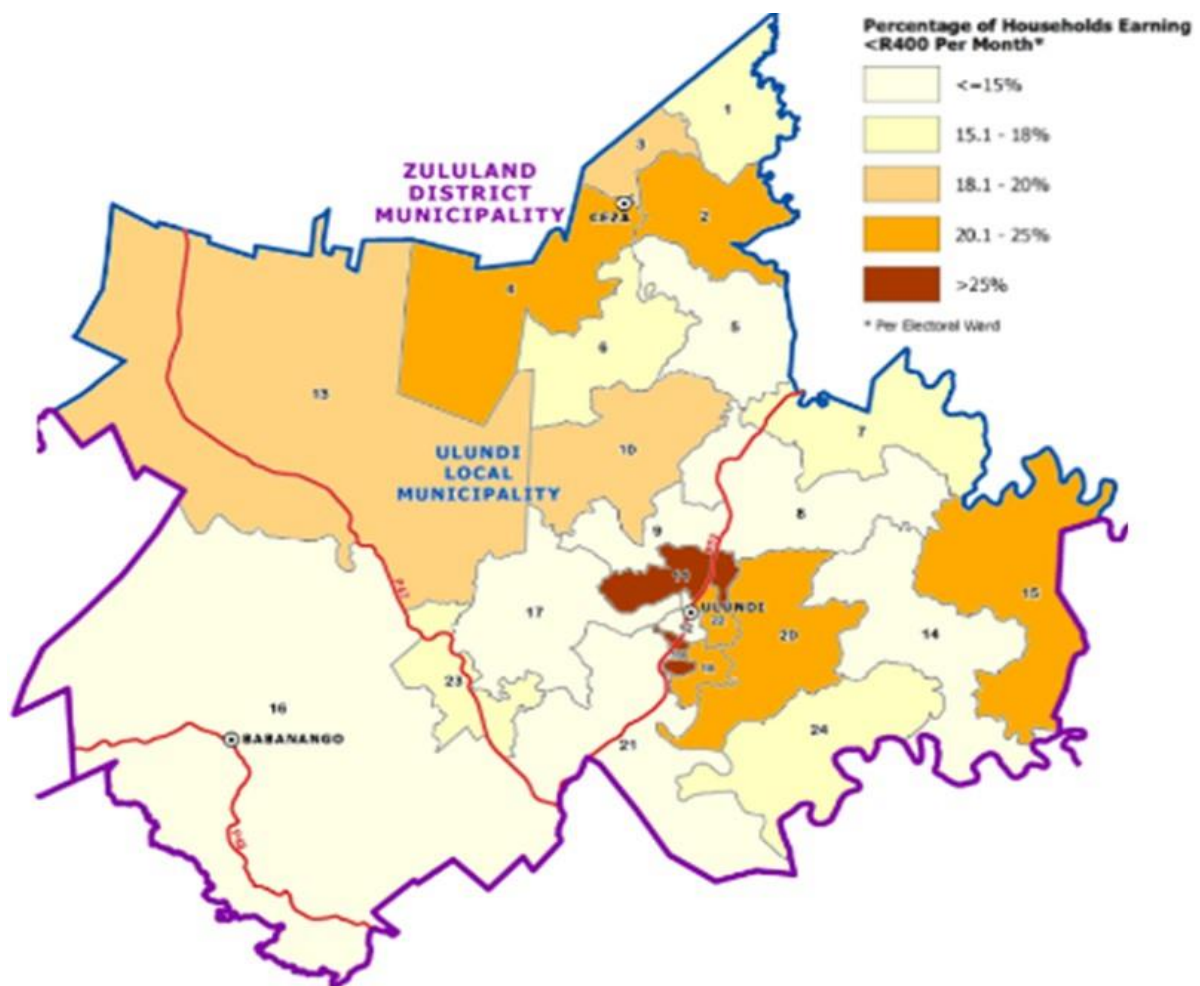 Percentage of Households Earning
<R400 Per Month*
<=15%
15.1 - 18%
18.1 - 20%
20.1 - 25%
>25%
* Per Electoral Ward
ZULULAND
DISTRICT
MUNICIPALITY
1
3
CEZA
2
4
5
6
13
7
10
ULUNDI
LOCAL
MUNICIPALITY
8
9
15
17
ULUNDI
22
20
14
23
16
BABANANGO
21
24